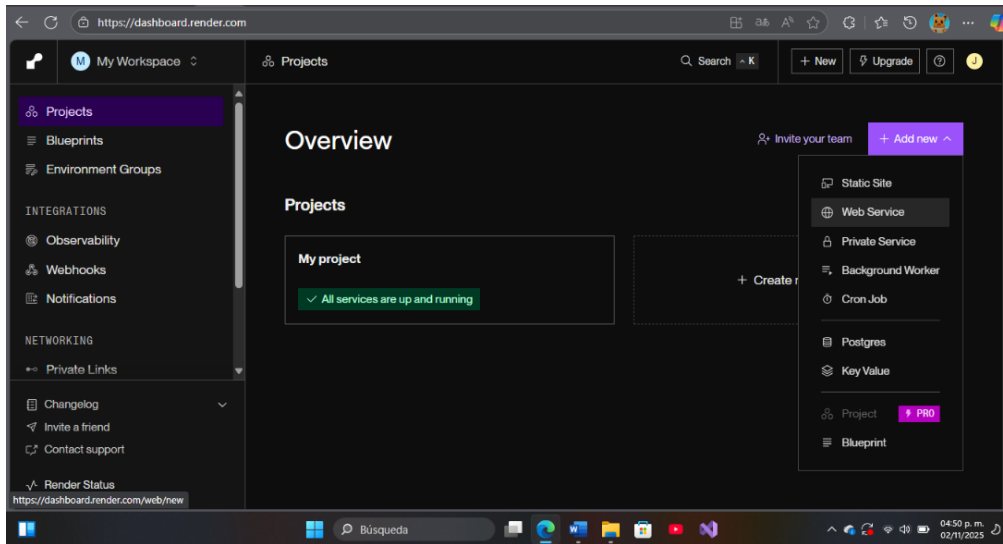 https://dashboard.render.com
M My Workspace
Projects
Search ^ K
+ New
Upgrade
J
Projects
Blueprints
Environment Groups
INTEGRATIONS
Observability
Webhooks
Notifications
NETWORKING
Private Links
Changelog
Invite a friend
Contact support
Render Status
https://dashboard.render.com/web/new
Overview
Invite your team
+ Add new
Projects
My project
All services are up and running
+ Create
Static Site
Web Service
Private Service
Background Worker
Cron Job
Postgres
Key Value
Project PRO
Blueprint
Búsqueda
04:50 p. m.
02/11/2025